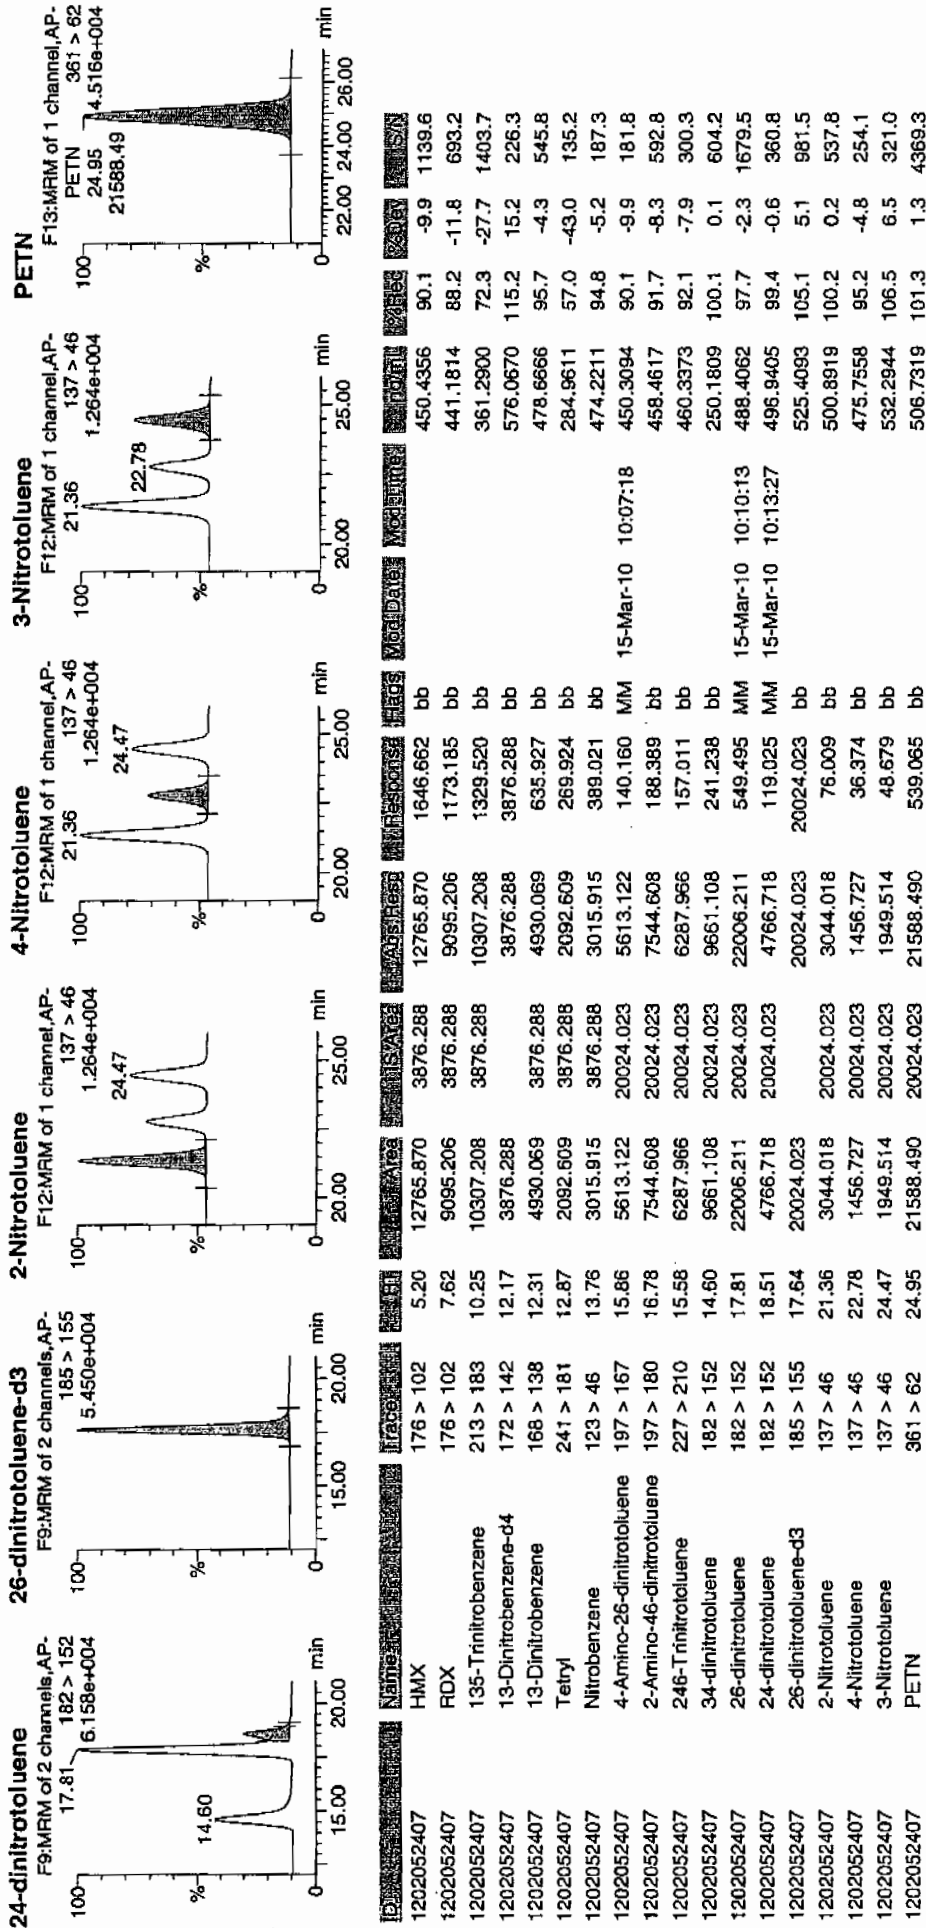 24-dinitrotoluene
F9:MRM of 2 channels,AP-
182 > 152
6.158e+004
17.81
14.60
100
%
0
15.00 20.00 min
26-dinitrotoluene-d3
F9:MRM of 2 channels,AP-
185 > 155
5.450e+004
100
%
0
15.00 20.00 min
2-Nitrotoluene
F12:MRM of 1 channel,AP-
137 > 46
1.264e+004
24.47
100
%
0
20.00 25.00 min
4-Nitrotoluene
F12:MRM of 1 channel,AP-
21.36 137 > 46
1.264e+004
24.47
100
%
0
20.00 25.00 min
3-Nitrotoluene
F12:MRM of 1 channel,AP-
21.36 137 > 46
1.264e+004
22.78
100
%
0
20.00 25.00 min
PETN
F13:MRM of 1 channel,AP-
PETN 361 > 62
24.95 4.516e+004
21588.49
100
%
0
22.00 24.00 26.00 min
ID Name Trace RT Area IS Area Abs Resp Response Flags Mod Date Mod Time ng/mL %Rec %Dev S/N
1202052407 HMX 176 > 102 5.20 12765.870 3876.288 12765.870 1646.662 bb 450.4356 90.1 -9.9 1139.6
1202052407 RDX 176 > 102 7.62 9095.206 3876.288 9095.206 1173.185 bb 441.1814 88.2 -11.8 693.2
1202052407 135-Trinitrobenzene 213 > 183 10.25 10307.208 3876.288 10307.208 1329.520 bb 361.2900 72.3 -27.7 1403.7
1202052407 13-Dinitrobenzene-d4 172 > 142 12.17 3876.288 3876.288 3876.288 bb 576.0670 115.2 15.2 226.3
1202052407 13-Dinitrobenzene 168 > 138 12.31 4930.069 3876.288 4930.069 635.927 bb 478.6666 95.7 -4.3 545.8
1202052407 Tetryl 241 > 181 12.87 2092.609 3876.288 2092.609 269.924 bb 284.9611 57.0 -43.0 135.2
1202052407 Nitrobenzene 123 > 46 13.76 3015.915 3876.288 3015.915 389.021 bb 474.2211 94.8 -5.2 187.3
1202052407 4-Amino-26-dinitrotoluene 197 > 167 15.86 5613.122 20024.023 5613.122 140.160 MM 15-Mar-10 10:07:18 450.3094 90.1 -9.9 181.8
1202052407 2-Amino-46-dinitrotoluene 197 > 180 16.78 7544.608 20024.023 7544.608 188.389 bb 458.4617 91.7 -8.3 592.8
1202052407 246-Trinitrotoluene 227 > 210 15.58 6287.966 20024.023 6287.966 157.011 bb 460.3373 92.1 -7.9 300.3
1202052407 34-dinitrotoluene 182 > 152 14.60 9661.108 20024.023 9661.108 241.238 bb 250.1809 100.1 0.1 604.2
1202052407 26-dinitrotoluene 182 > 152 17.81 22006.211 20024.023 22006.211 549.495 MM 15-Mar-10 10:10:13 488.4062 97.7 -2.3 1679.5
1202052407 24-dinitrotoluene 182 > 152 18.51 4766.718 20024.023 4766.718 119.025 MM 15-Mar-10 10:13:27 496.9405 99.4 -0.6 360.8
1202052407 26-dinitrotoluene-d3 185 > 155 17.64 20024.023 20024.023 20024.023 bb 525.4093 105.1 5.1 981.5
1202052407 2-Nitrotoluene 137 > 46 21.36 3044.018 20024.023 3044.018 76.009 bb 500.8919 100.2 0.2 537.8
1202052407 4-Nitrotoluene 137 > 46 22.78 1456.727 20024.023 1456.727 36.374 bb 475.7558 95.2 -4.8 254.1
1202052407 3-Nitrotoluene 137 > 46 24.47 1949.514 20024.023 1949.514 48.679 bb 532.2944 106.5 6.5 321.0
1202052407 PETN 361 > 62 24.95 21588.490 20024.023 21588.490 539.065 bb 506.7319 101.3 1.3 4369.3